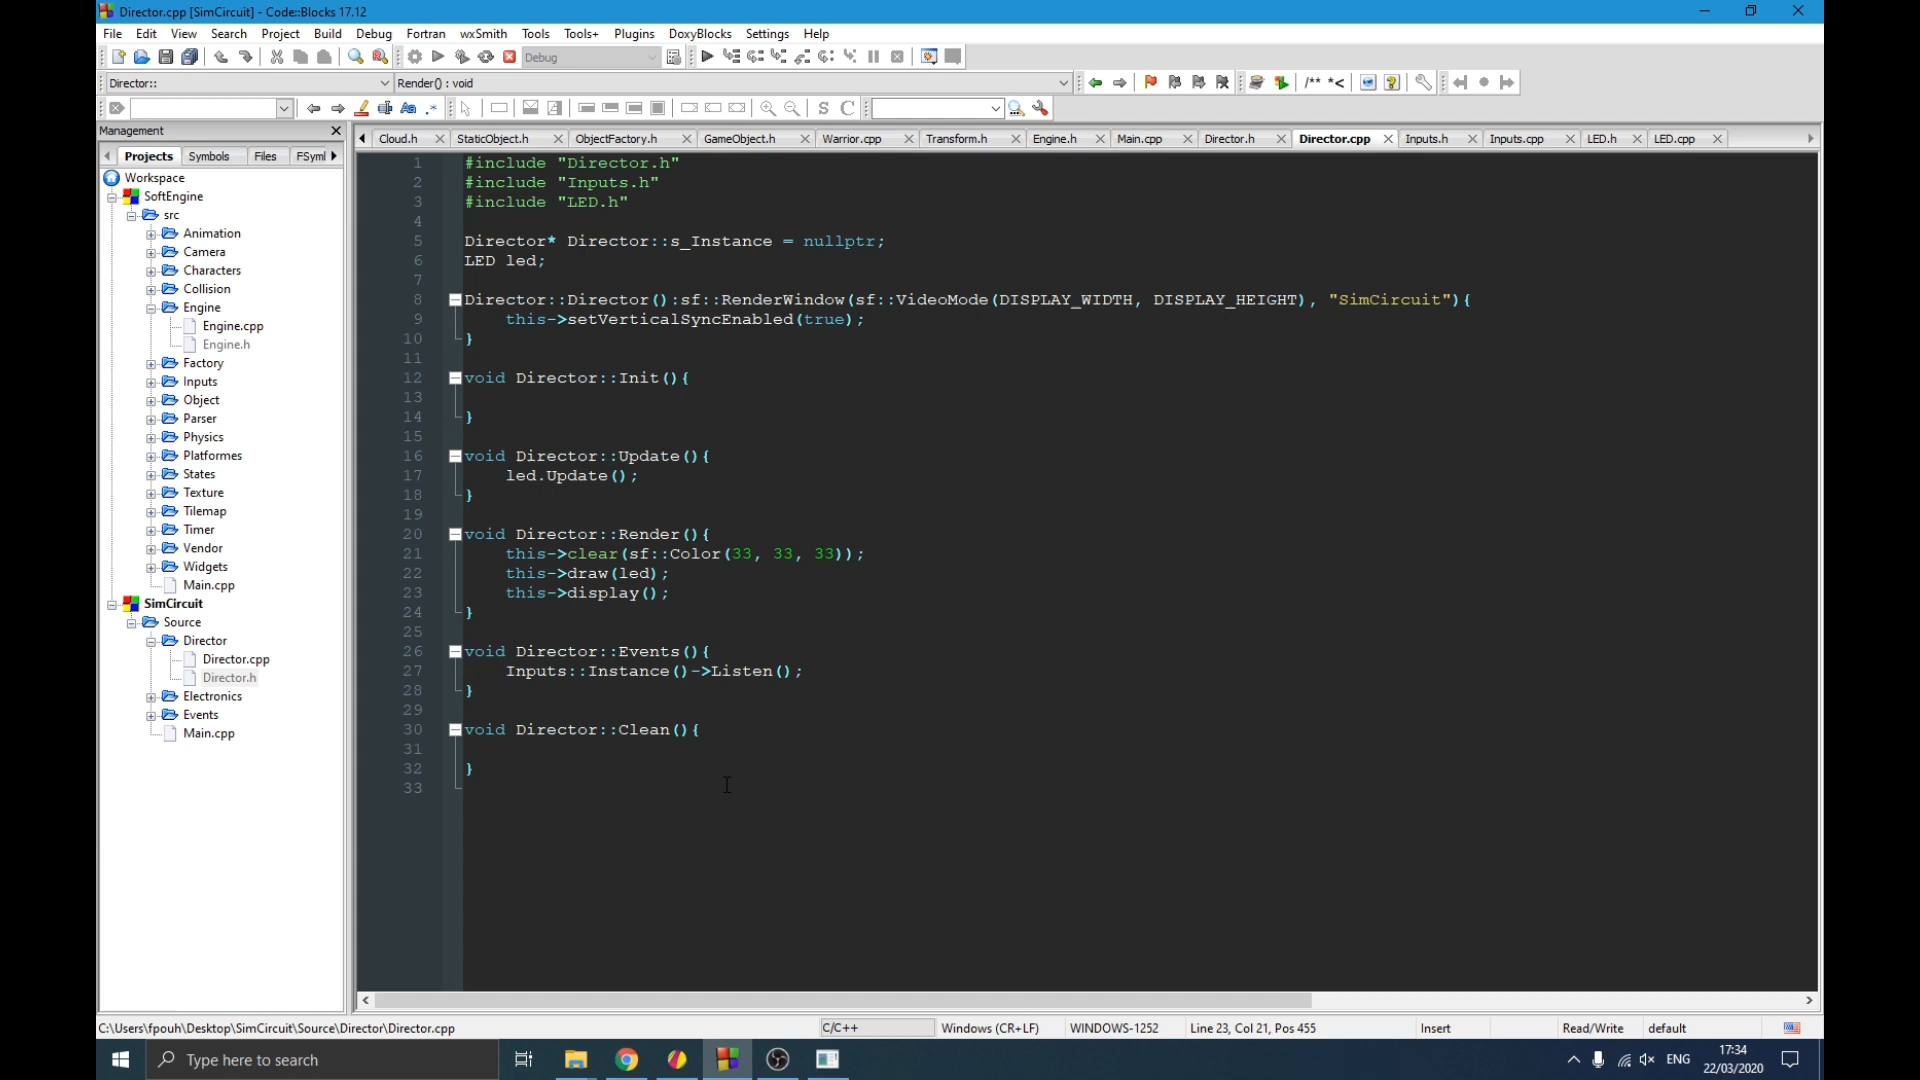 Director.cpp [SimCircuit] - Code::Blocks 17.12
File Edit View Search Project Build Debug Fortran wxSmith Tools Tools+ Plugins DoxyBlocks Settings Help
Debug
Director:: Render() : void
/** *<
Aa .* S C
Management
Cloud.h StaticObject.h ObjectFactory.h GameObject.h Warrior.cpp Transform.h Engine.h Main.cpp Director.h Director.cpp Inputs.h Inputs.cpp LED.h LED.cpp
Projects Symbols Files FSyml
Workspace
SoftEngine
src
Animation
Camera
Characters
Collision
Engine
Engine.cpp
Engine.h
Factory
Inputs
Object
Parser
Physics
Platformes
States
Texture
Tilemap
Timer
Vendor
Widgets
Main.cpp
SimCircuit
Source
Director
Director.cpp
Director.h
Electronics
Events
Main.cpp
1 #include "Director.h"
2 #include "Inputs.h"
3 #include "LED.h"
4
5 Director* Director::s_Instance = nullptr;
6 LED led;
7
8 Director::Director():sf::RenderWindow(sf::VideoMode(DISPLAY_WIDTH, DISPLAY_HEIGHT), "SimCircuit"){
9 this->setVerticalSyncEnabled(true);
10 }
11
12 void Director::Init(){
13
14 }
15
16 void Director::Update(){
17 led.Update();
18 }
19
20 void Director::Render(){
21 this->clear(sf::Color(33, 33, 33));
22 this->draw(led);
23 this->display();
24 }
25
26 void Director::Events(){
27 Inputs::Instance()->Listen();
28 }
29
30 void Director::Clean(){
31
32 }
33
C:\Users\fpouh\Desktop\SimCircuit\Source\Director\Director.cpp C/C++ Windows (CR+LF) WINDOWS-1252 Line 23, Col 21, Pos 455 Insert Read/Write default
Type here to search ENG 17:34
22/03/2020